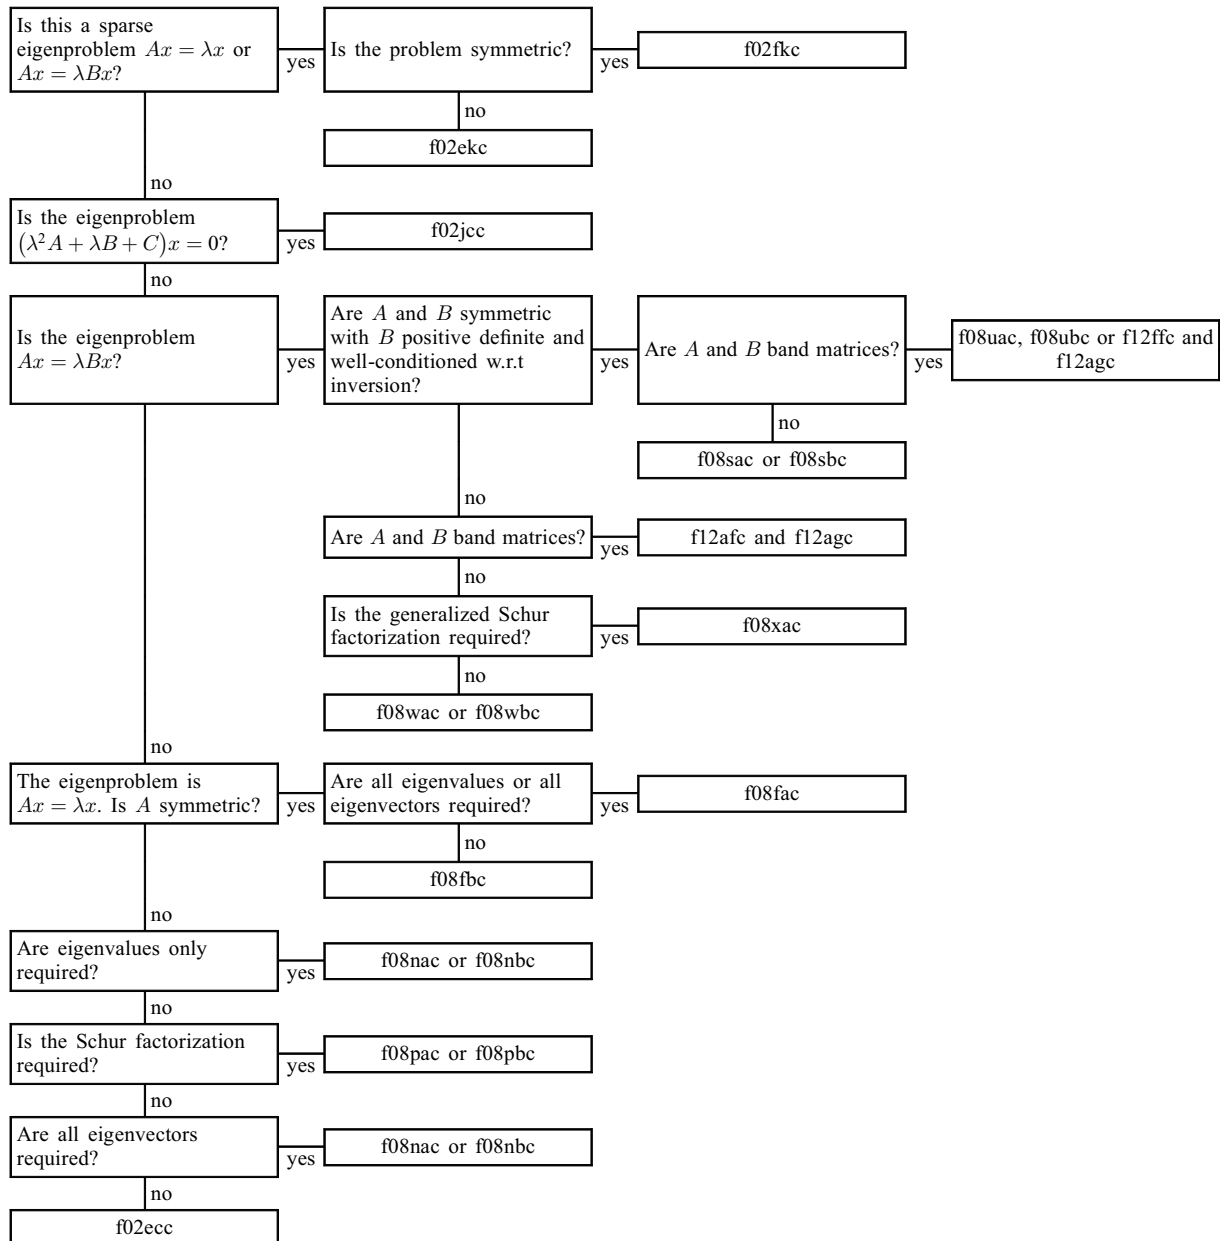 Is this a sparse
eigenproblem Ax = λx or
Ax = λBx?
yes
Is the problem symmetric?
yes
f02fkc
no
f02ekc
no
Is the eigenproblem
(λ²A + λB + C)x = 0?
yes
f02jcc
no
Is the eigenproblem
Ax = λBx?
yes
Are A and B symmetric
with B positive definite and
well-conditioned w.r.t
inversion?
yes
Are A and B band matrices?
yes
f08uac, f08ubc or f12ffc and
f12agc
no
f08sac or f08sbc
no
Are A and B band matrices?
yes
f12afc and f12agc
no
Is the generalized Schur
factorization required?
yes
f08xac
no
f08wac or f08wbc
no
The eigenproblem is
Ax = λx. Is A symmetric?
yes
Are all eigenvalues or all
eigenvectors required?
yes
f08fac
no
f08fbc
no
Are eigenvalues only
required?
yes
f08nac or f08nbc
no
Is the Schur factorization
required?
yes
f08pac or f08pbc
no
Are all eigenvectors
required?
yes
f08nac or f08nbc
no
f02ecc